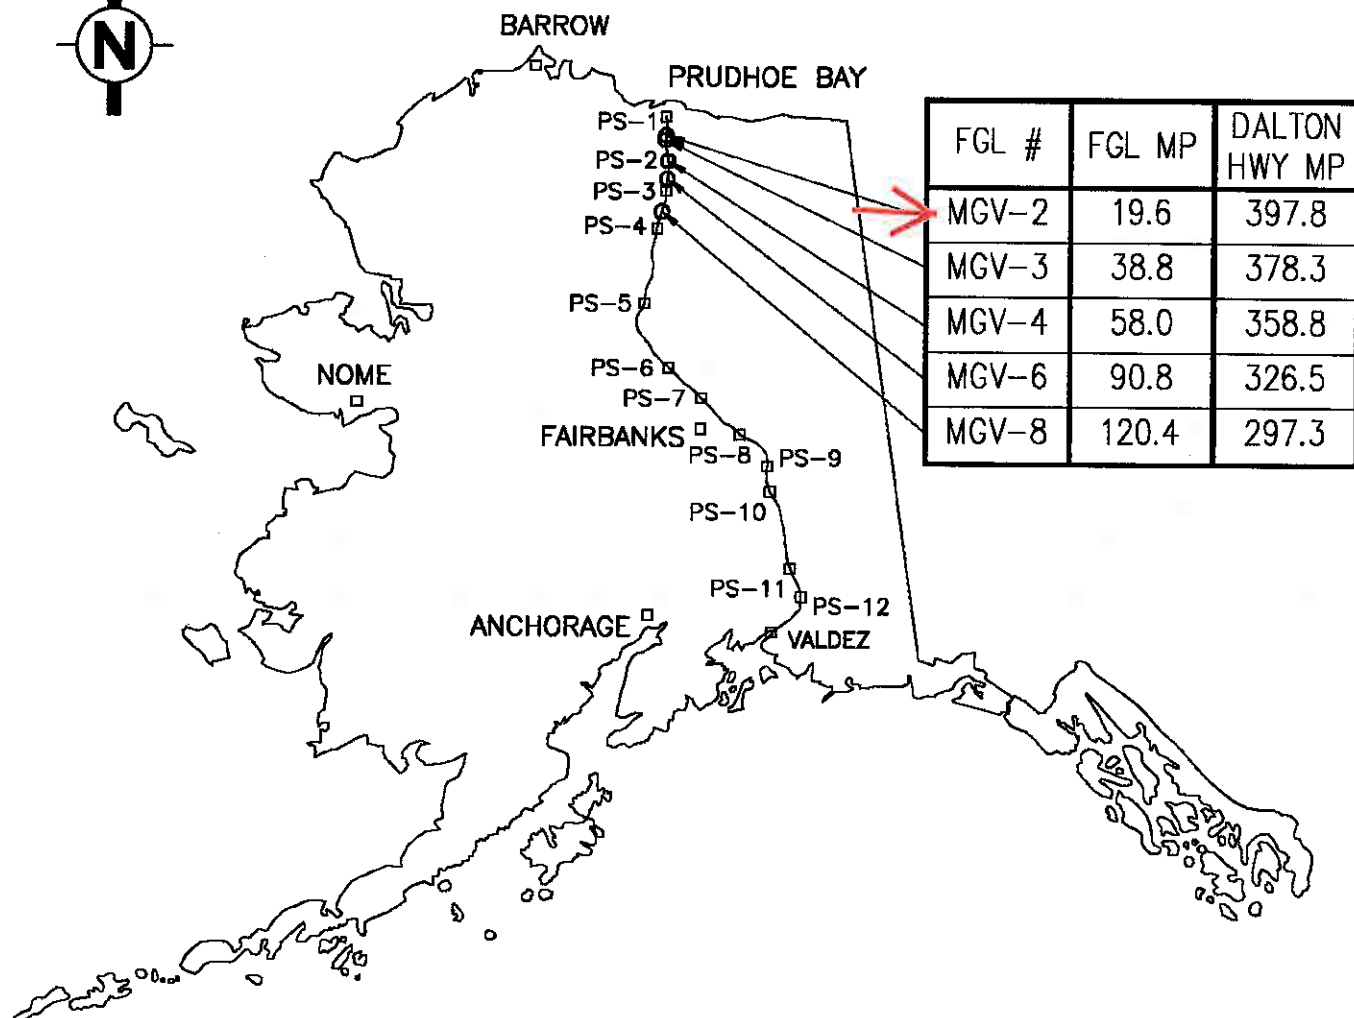 N
BARROW
PRUDHOE BAY
PS-1
PS-2
PS-3
PS-4
PS-5
PS-6
PS-7
NOME
FAIRBANKS
PS-8
PS-9
PS-10
PS-11
PS-12
ANCHORAGE
VALDEZ
FGL # FGL MP DALTON HWY MP
MGV-2 19.6 397.8
MGV-3 38.8 378.3
MGV-4 58.0 358.8
MGV-6 90.8 326.5
MGV-8 120.4 297.3